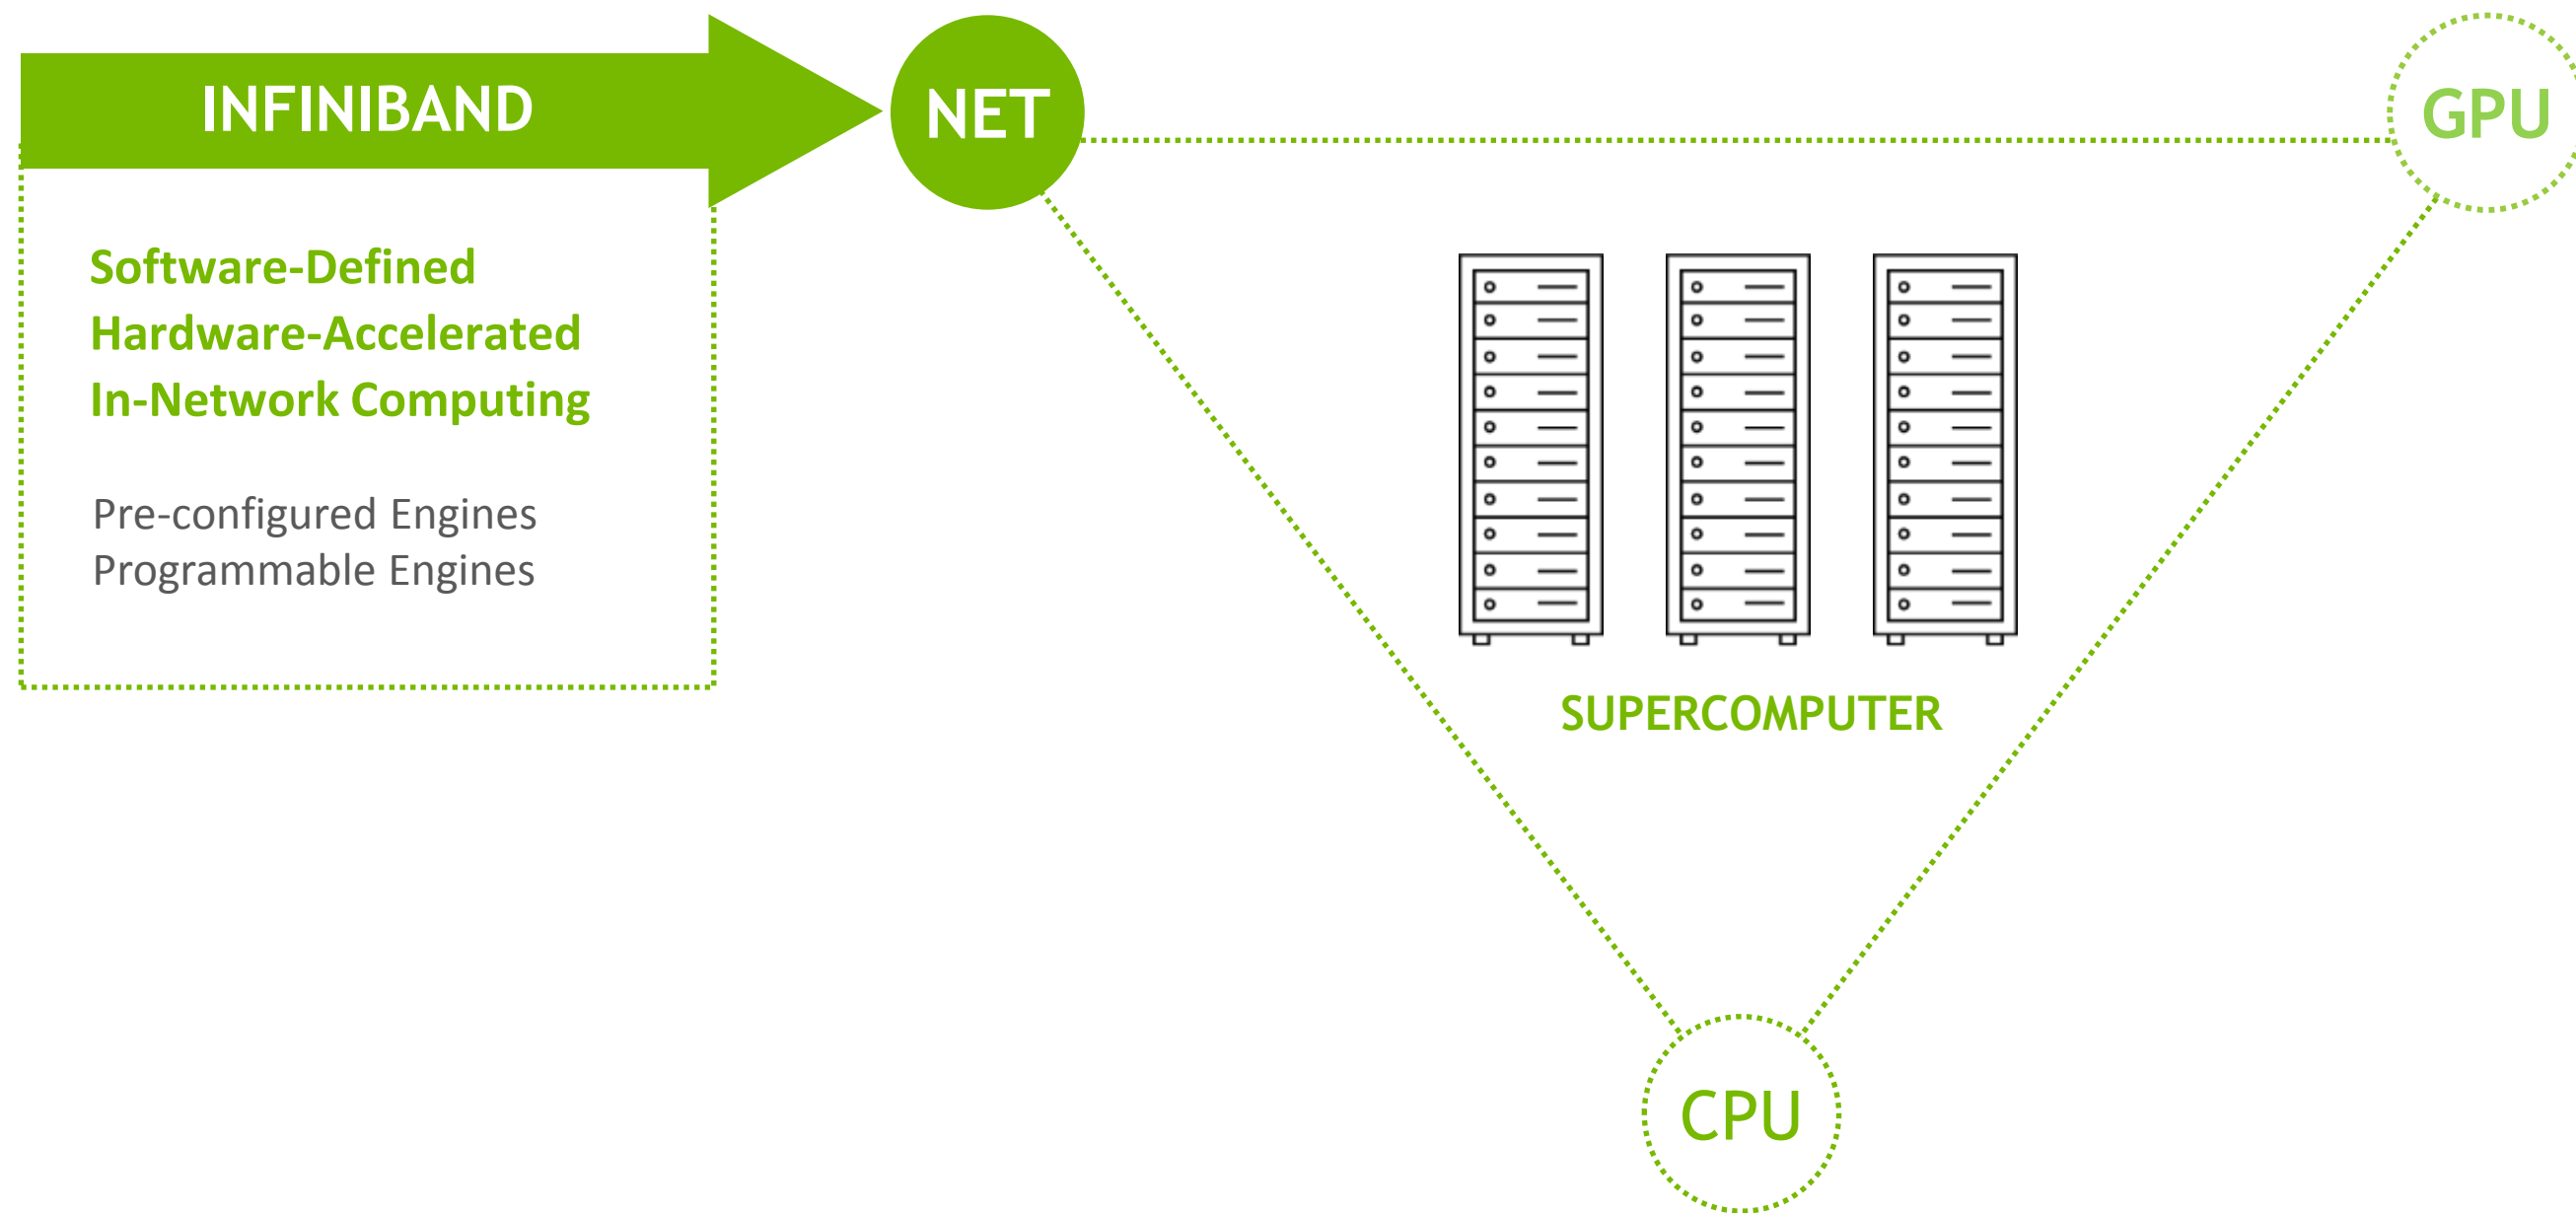 INFINIBAND
NET
GPU
Software-Defined
Hardware-Accelerated
In-Network Computing
Pre-configured Engines
Programmable Engines
SUPERCOMPUTER
CPU